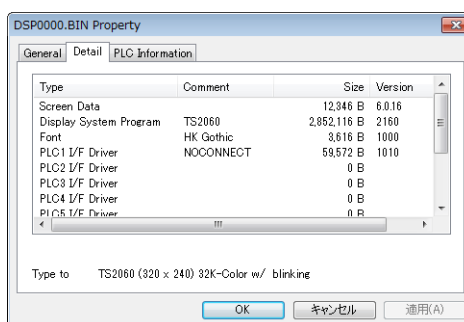 DSP0000.BIN Property
General Detail PLC Information
Type Comment Size Version
Screen Data 12,346 B 6.0.16
Display System Program TS2060 2,852,116 B 2160
Font HK Gothic 3,616 B 1000
PLC1 I/F Driver NOCONNECT 59,572 B 1010
PLC2 I/F Driver 0 B
PLC3 I/F Driver 0 B
PLC4 I/F Driver 0 B
PLC5 I/F Driver 0 B
Type to TS2060 (320 x 240) 32K-Color w/ blinking
OK キャンセル 適用(A)